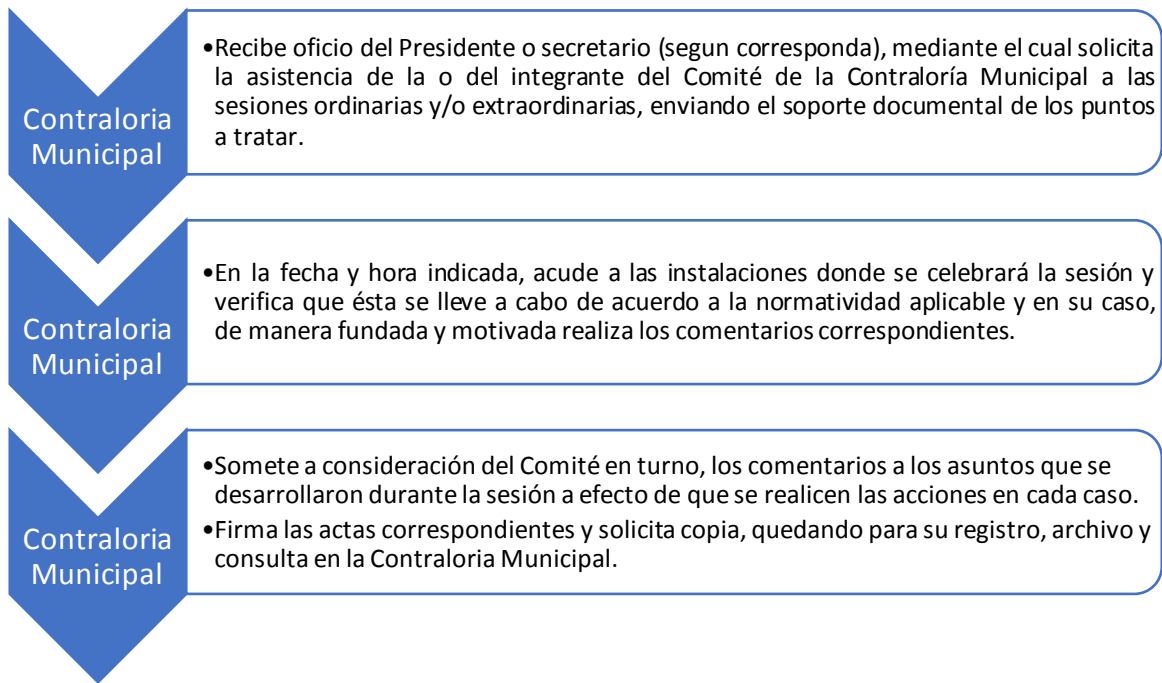 Contraloria
Municipal
•Recibe oficio del Presidente o secretario (segun corresponda), mediante el cual solicita
la asistencia de la o del integrante del Comité de la Contraloría Municipal a las
sesiones ordinarias y/o extraordinarias, enviando el soporte documental de los puntos
a tratar.
Contraloria
Municipal
•En la fecha y hora indicada, acude a las instalaciones donde se celebrará la sesión y
verifica que ésta se lleve a cabo de acuerdo a la normatividad aplicable y en su caso,
de manera fundada y motivada realiza los comentarios correspondientes.
Contraloria
Municipal
•Somete a consideración del Comité en turno, los comentarios a los asuntos que se
desarrollaron durante la sesión a efecto de que se realicen las acciones en cada caso.
•Firma las actas correspondientes y solicita copia, quedando para su registro, archivo y
consulta en la Contraloria Municipal.